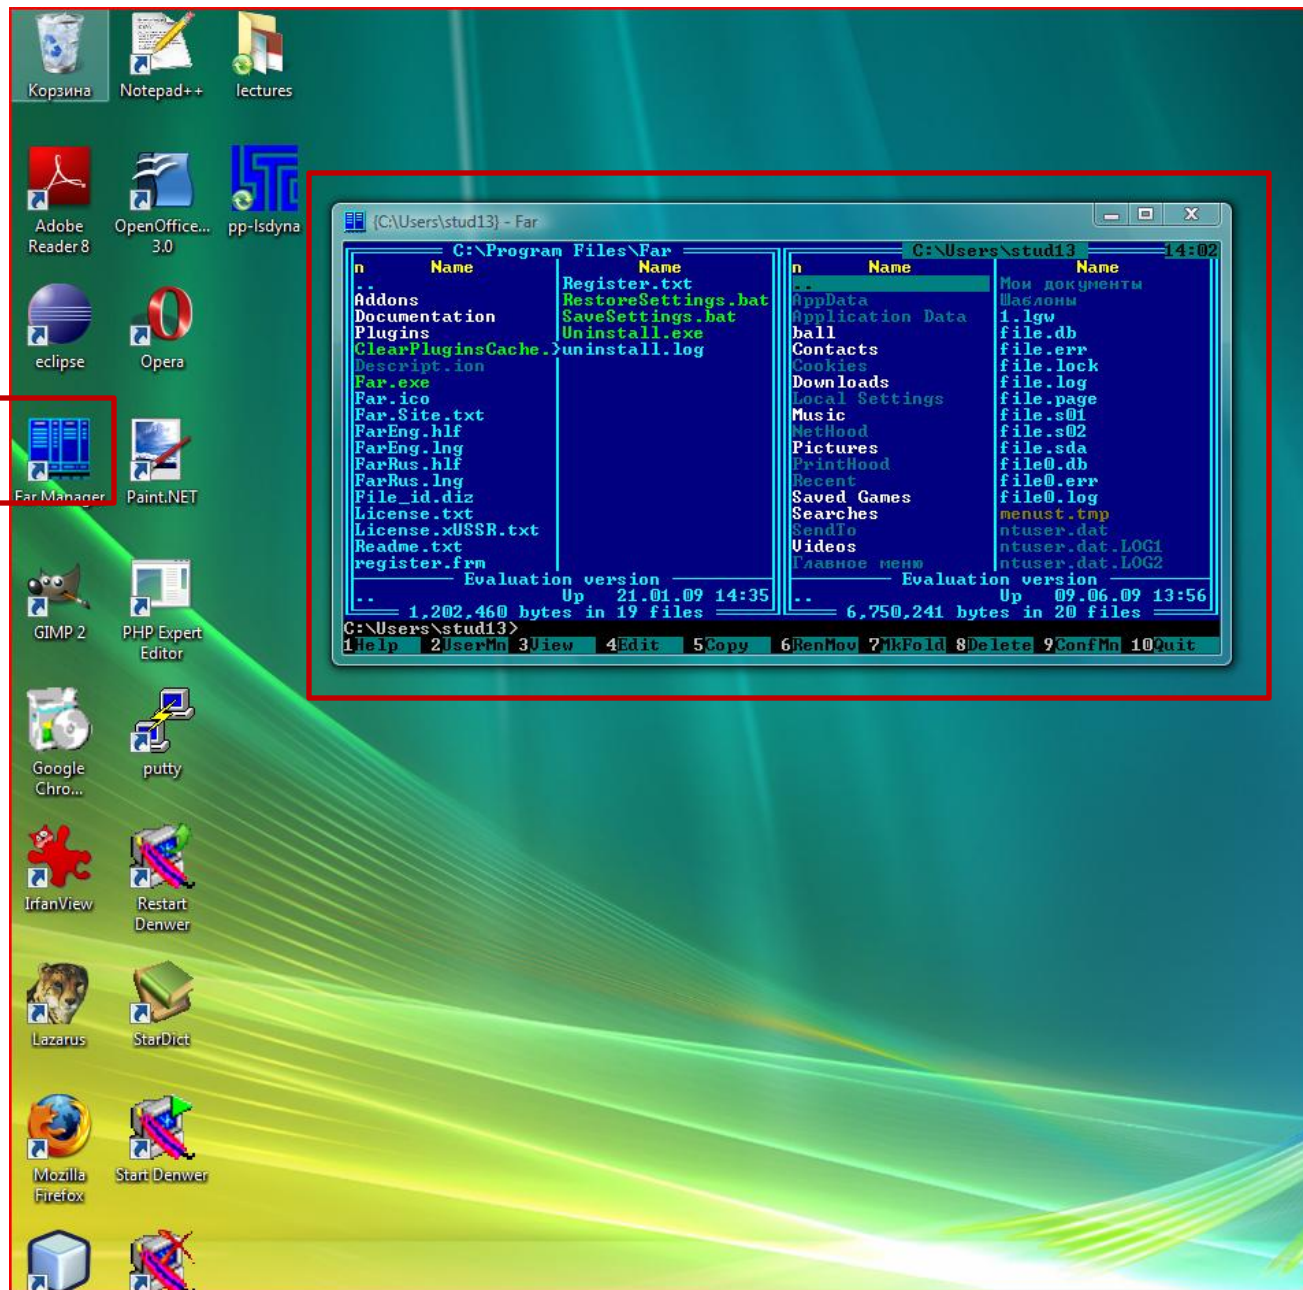 Корзина
Notepad++
lectures
Adobe
Reader 8
OpenOffice...
3.0
pp-lsdyna
eclipse
Opera
Far Manager
Paint.NET
GIMP 2
PHP Expert
Editor
Google
Chro...
putty
IrfanView
Restart
Denwer
Lazarus
StarDict
Mozilla
Firefox
Start Denwer
{C:\Users\stud13} - Far
C:\Program Files\Far
n Name Name
.. Register.txt
Addons RestoreSettings.bat
Documentation SaveSettings.bat
Plugins Uninstall.exe
ClearPluginsCache.}uninstall.log
Descript.ion
Far.exe
Far.ico
Far.Site.txt
FarEng.hlf
FarEng.lng
FarRus.hlf
FarRus.lng
File_id.diz
License.txt
License.xUSSR.txt
Readme.txt
register.frm
Evaluation version
.. Up 21.01.09 14:35
1,202,460 bytes in 19 files
C:\Users\stud13 14:02
n Name Name
.. Мои документы
AppData Шаблоны
Application Data 1.lgw
ball file.db
Contacts file.err
Cookies file.lock
Downloads file.log
Local Settings file.page
Music file.s01
NetHood file.s02
Pictures file.sda
PrintHood file0.db
Recent file0.err
Saved Games file0.log
Searches menust.tmp
SendTo ntuser.dat
Videos ntuser.dat.LOG1
Главное меню ntuser.dat.LOG2
Evaluation version
.. Up 09.06.09 13:56
6,750,241 bytes in 20 files
C:\Users\stud13>
1Help 2UserMn 3View 4Edit 5Copy 6RenMov 7MkFold 8Delete 9ConfMn 10Quit